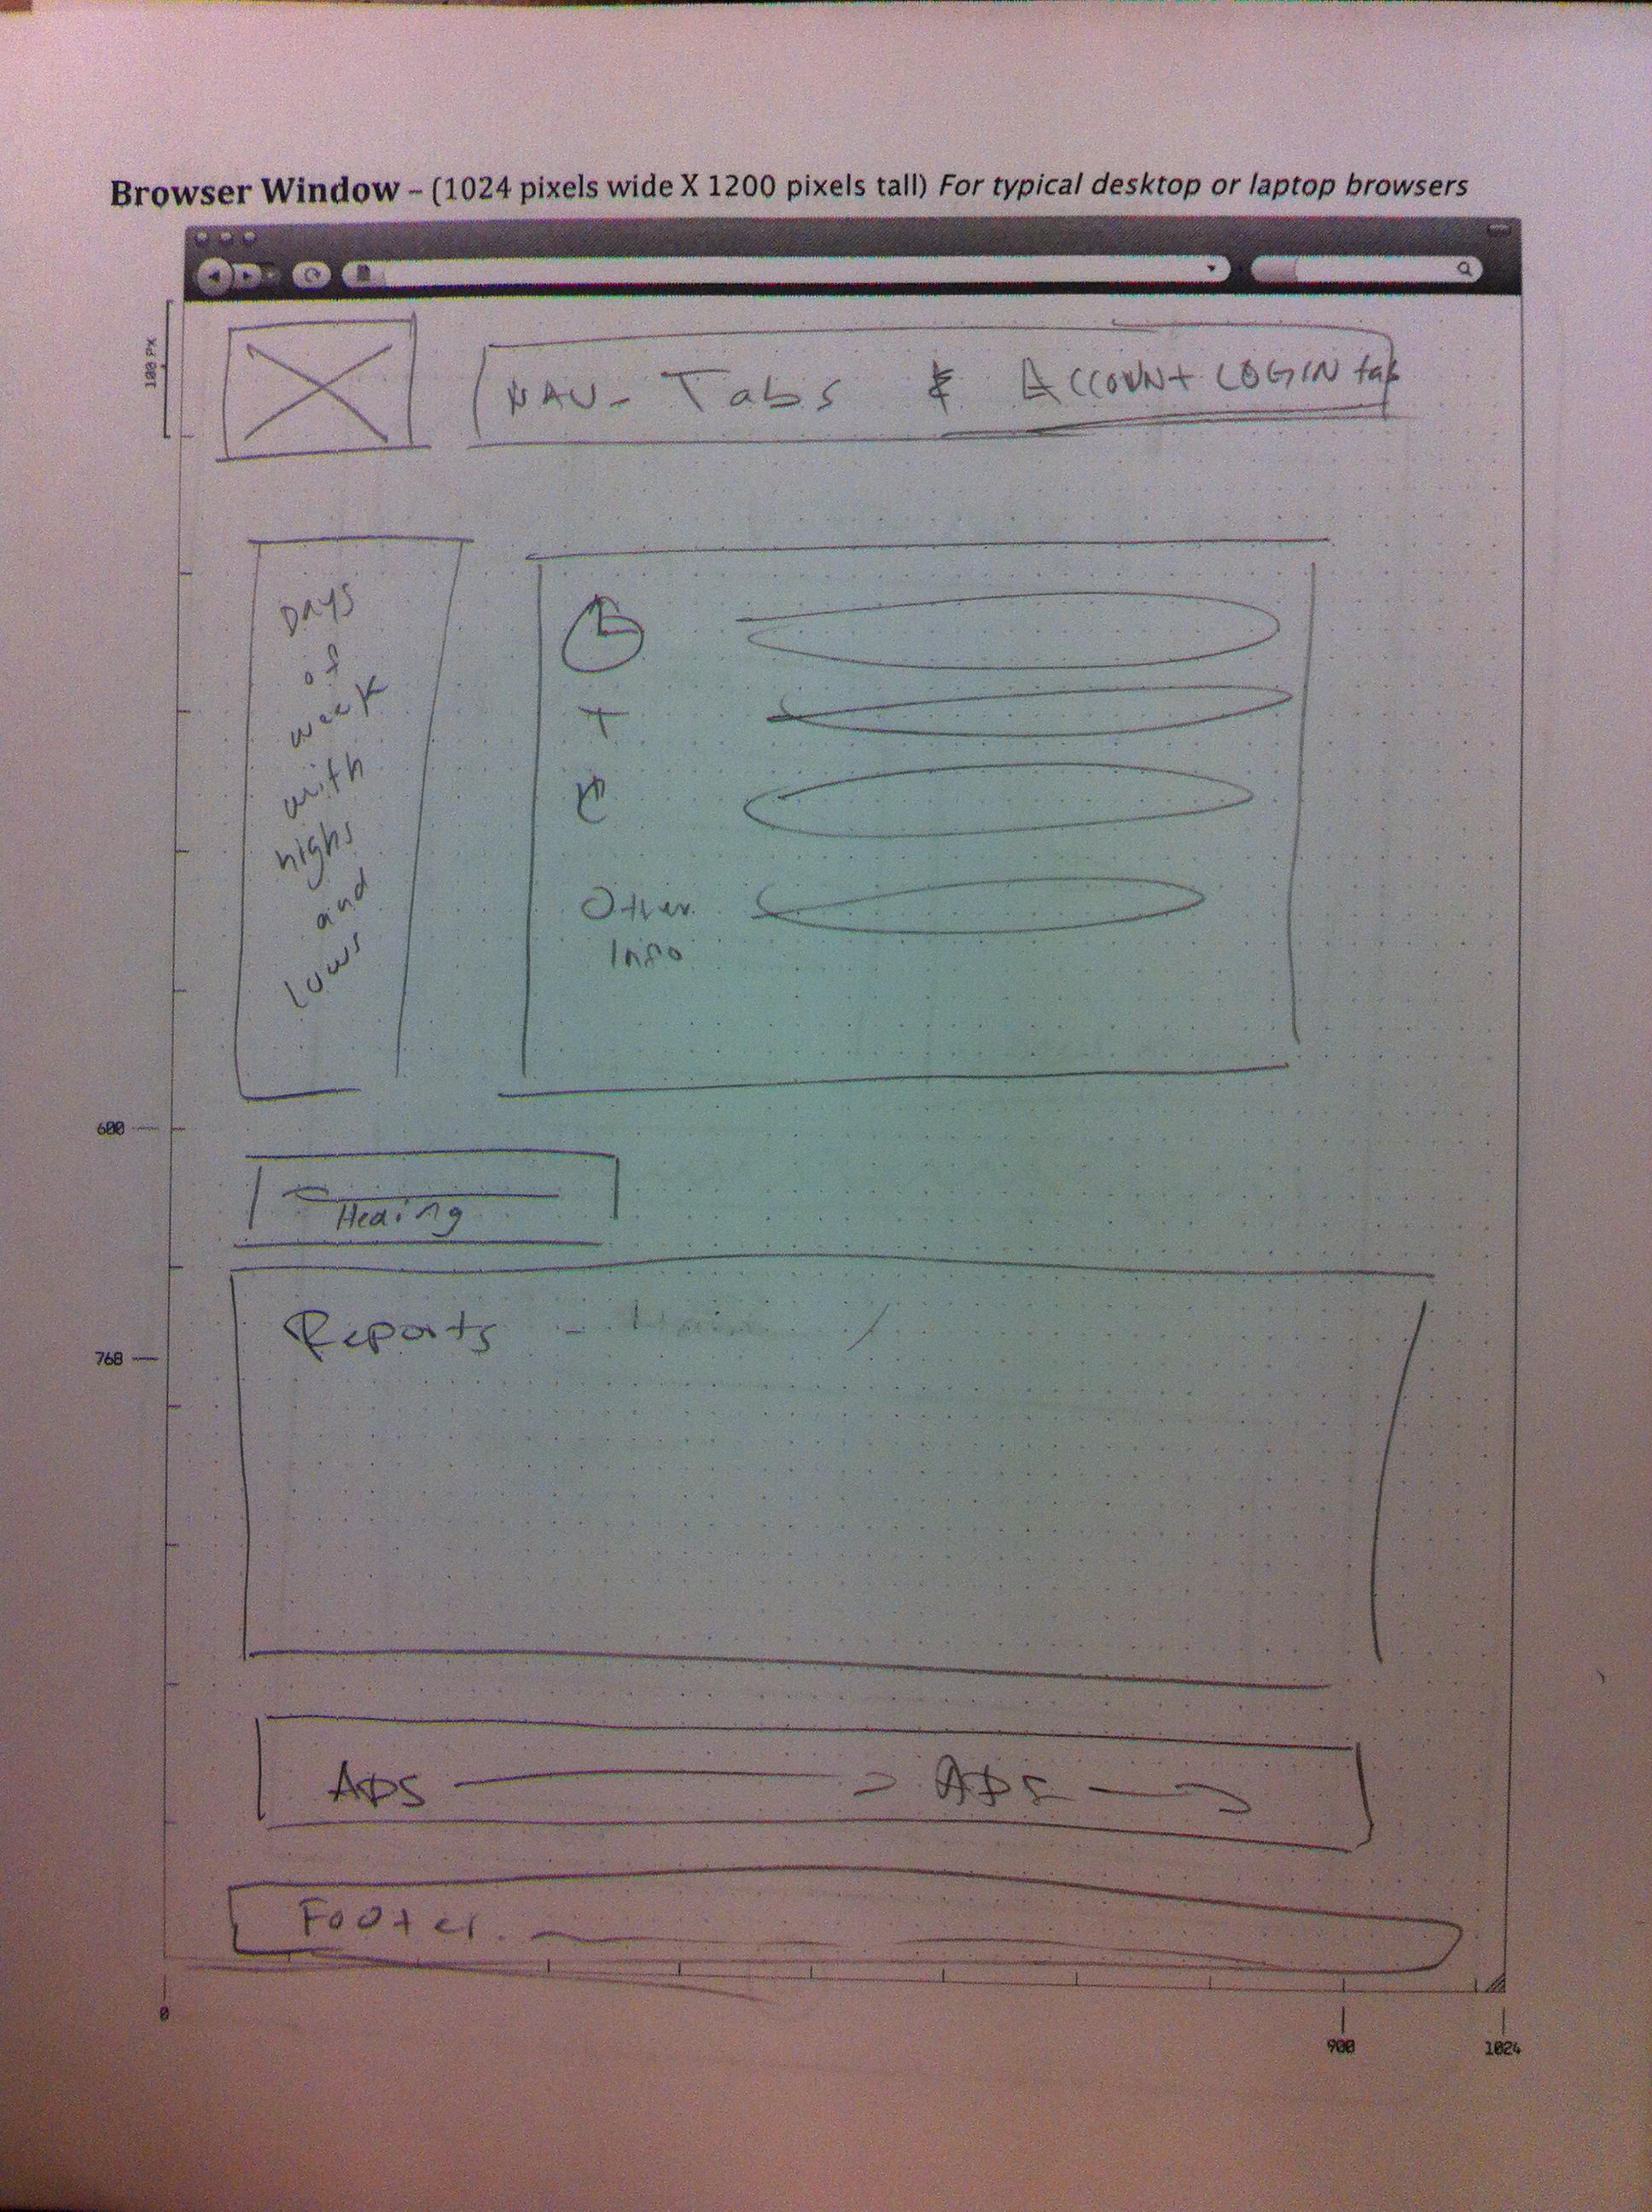 Browser Window – (1024 pixels wide X 1200 pixels tall) For typical desktop or laptop browsers
100 PX
NAV- Tabs & ACCOUNT LOGIN tab
Days
of
week
with
highs
and
lows
T
Other
Info
600
Heaing
Reports -
768
ADS ADS
Footer.
0
900
1024